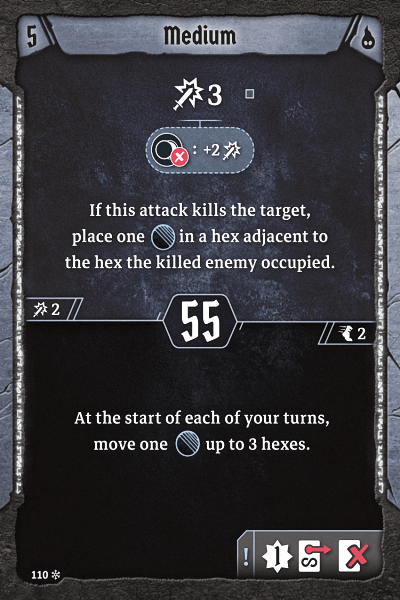 5
Medium
3
: +2
If this attack kills the target,
place one in a hex adjacent to
the hex the killed enemy occupied.
2
55
2
At the start of each of your turns,
move one up to 3 hexes.
! 1 S
110